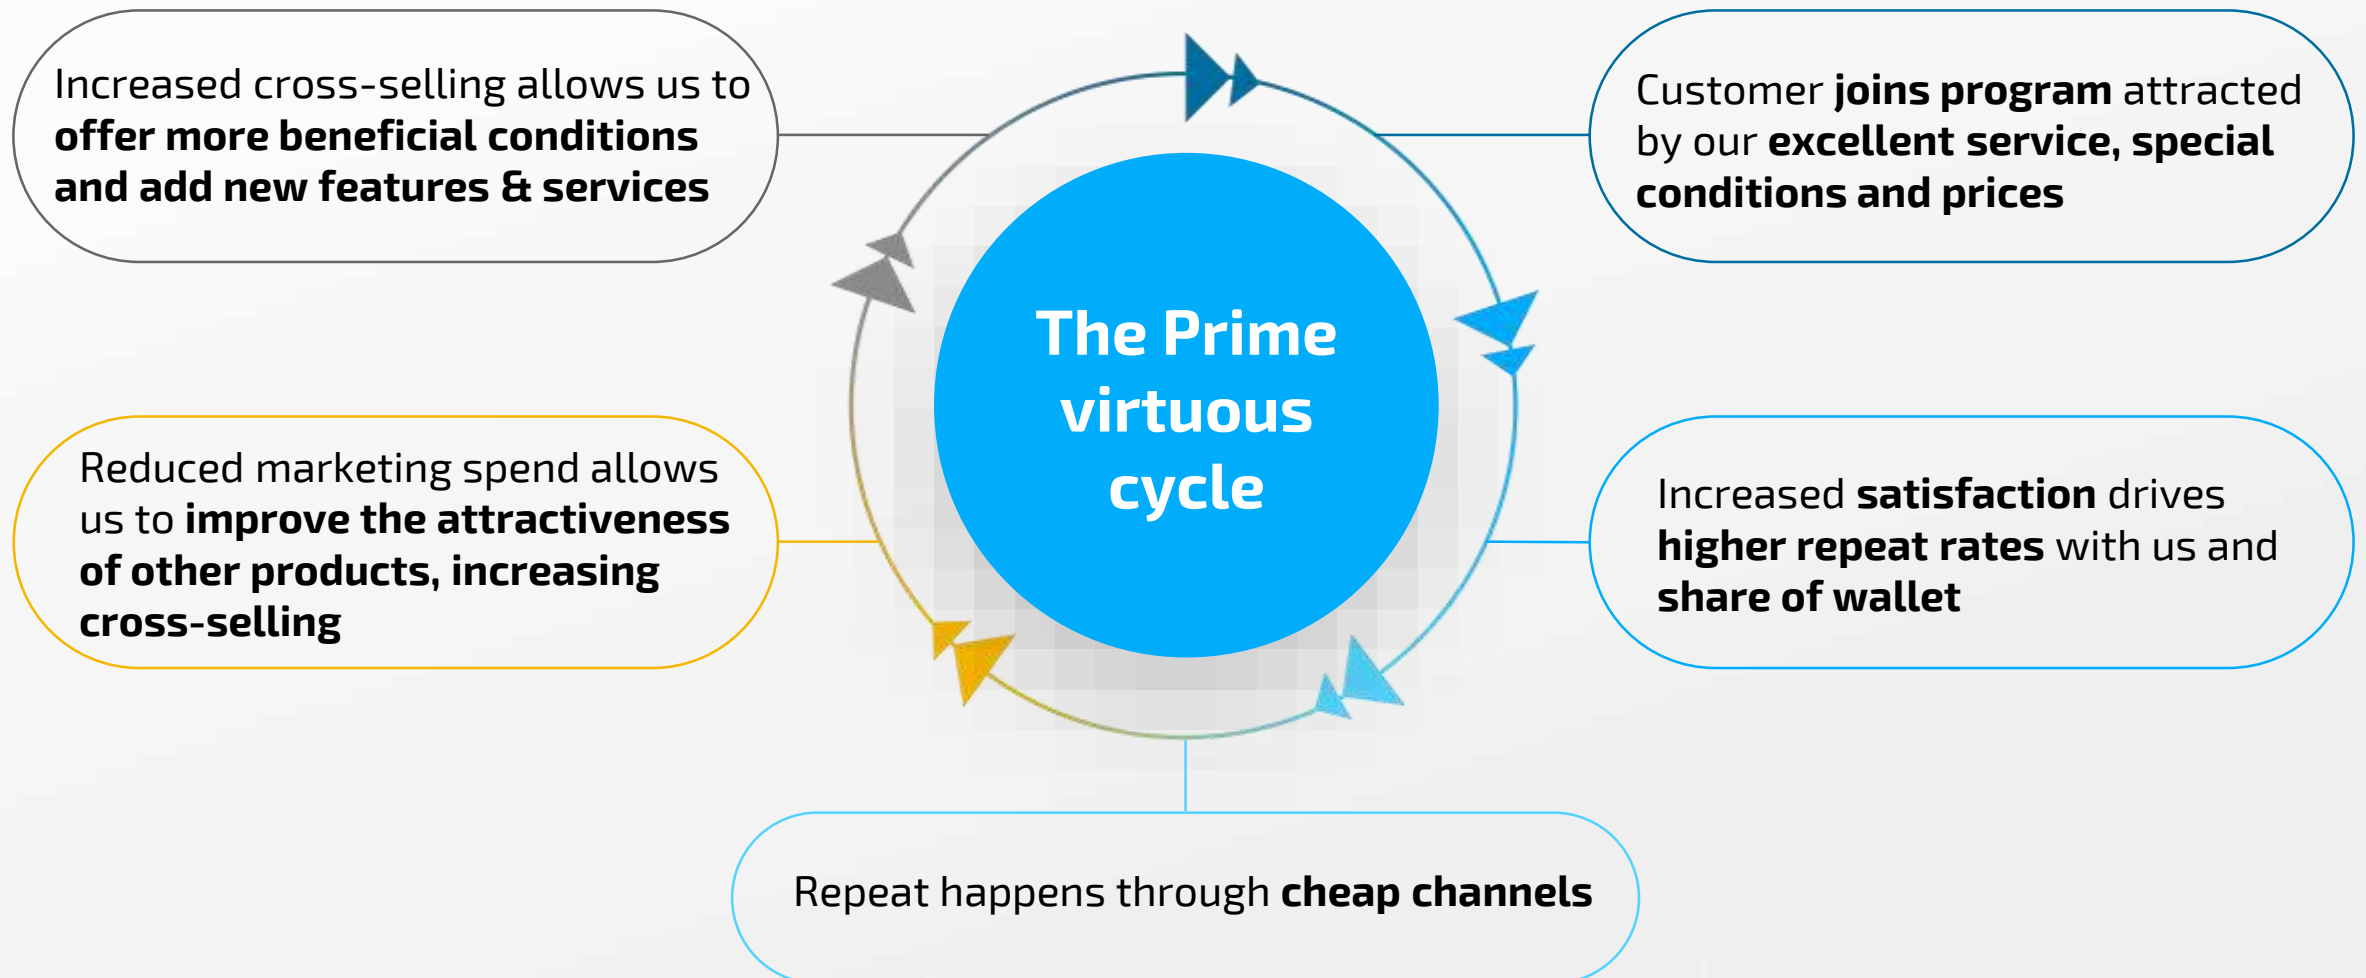 Increased cross-selling allows us to
offer more beneficial conditions
and add new features & services
Customer joins program attracted
by our excellent service, special
conditions and prices
The Prime
virtuous
cycle
Reduced marketing spend allows
us to improve the attractiveness
of other products, increasing
cross-selling
Increased satisfaction drives
higher repeat rates with us and
share of wallet
Repeat happens through cheap channels